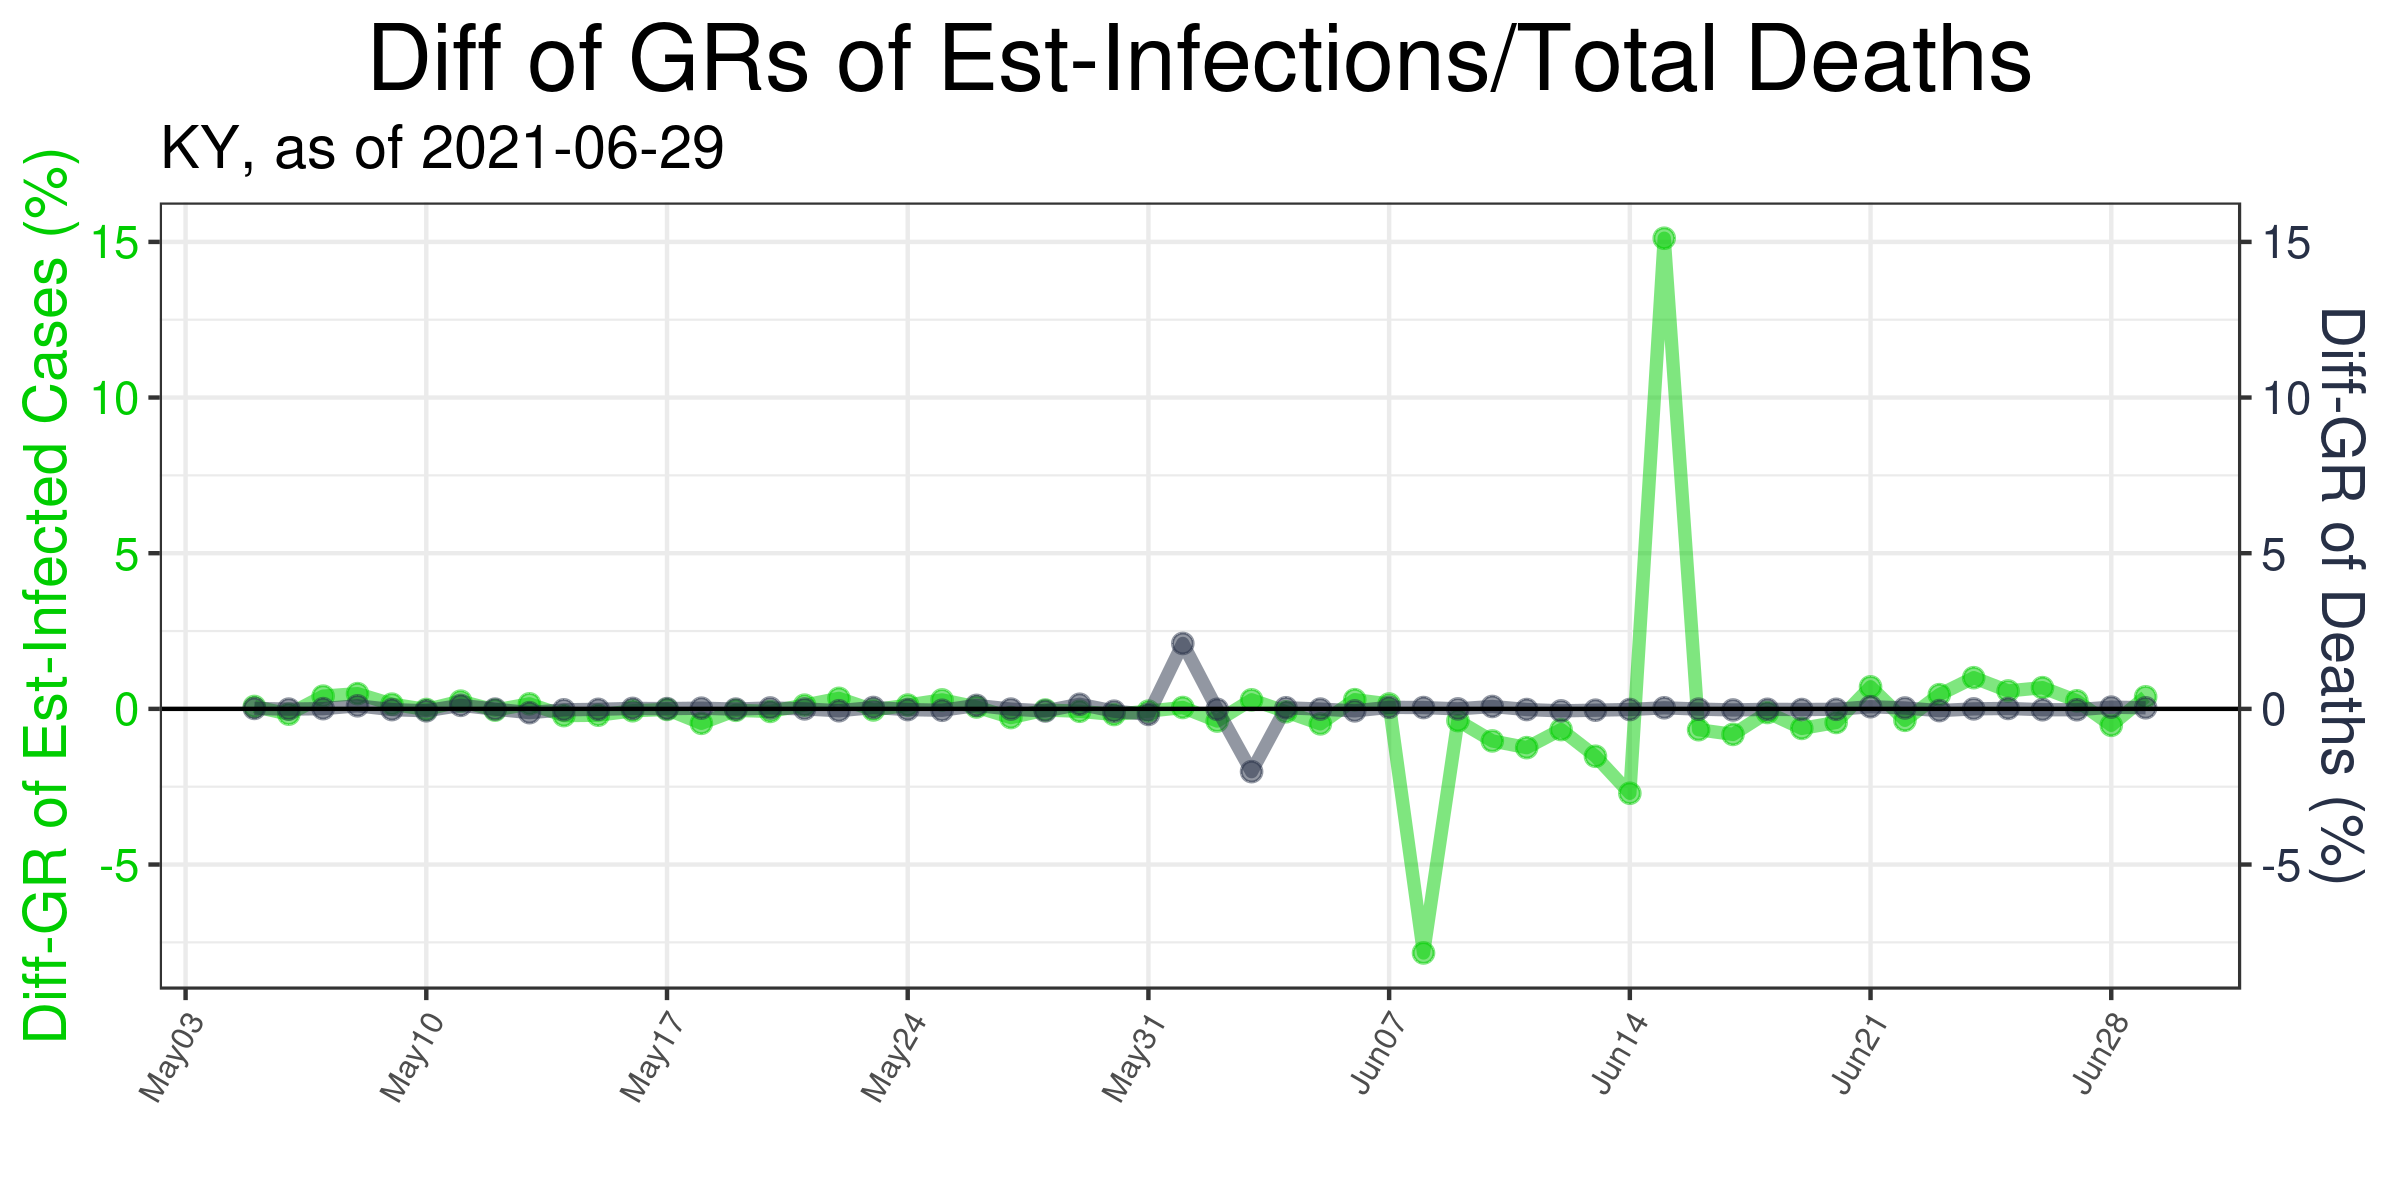 Diff of GRs of Est-Infections/Total Deaths
KY, as of 2021-06-29
Diff-GR of Est-Infected Cases (%)
15
10
5
0
-5
15
10
5
0
-5
Diff-GR of Deaths (%)
May03
May10
May17
May24
May31
Jun07
Jun14
Jun21
Jun28